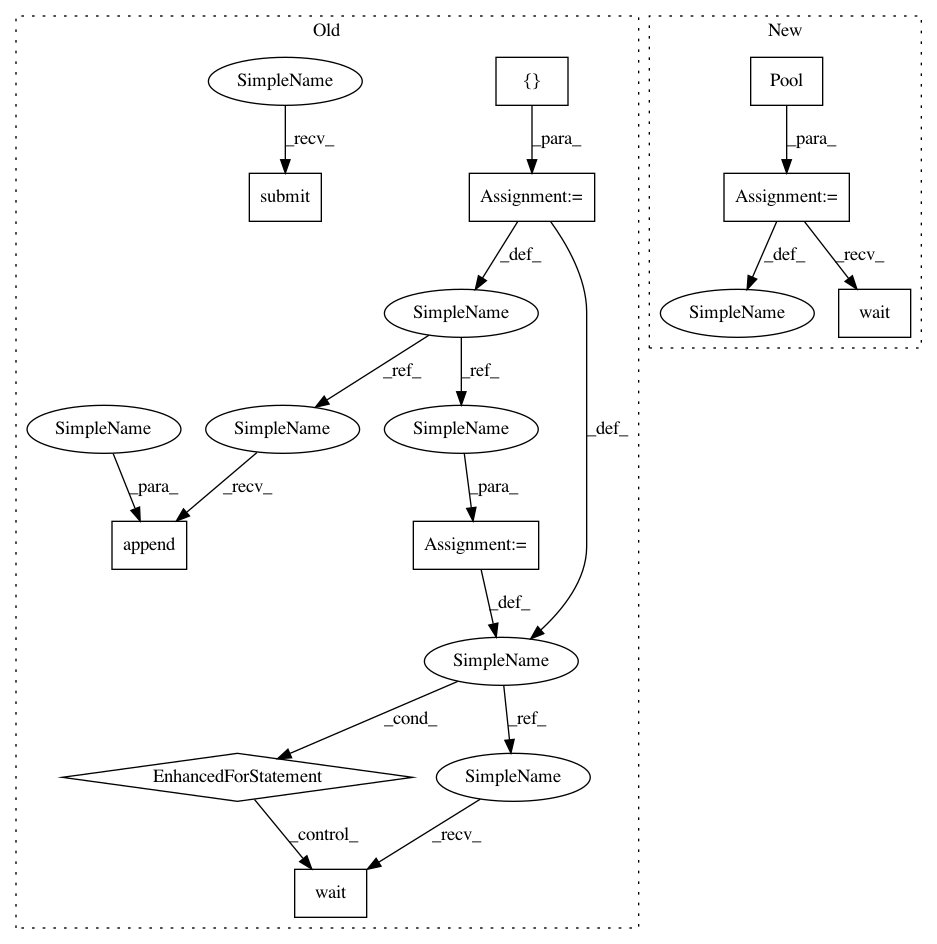 Old
New
SimpleName
{}
Pool
_recv_
_para_
_para_
submit
Assignment:=
Assignment:=
_def_
_def_
_recv_
SimpleName
SimpleName
wait
_ref_
_ref_
SimpleName
SimpleName
SimpleName
_def_
_para_
_recv_
_para_
append
Assignment:=
_def_
SimpleName
_cond_
_ref_
EnhancedForStatement
SimpleName
_control_
_recv_
wait